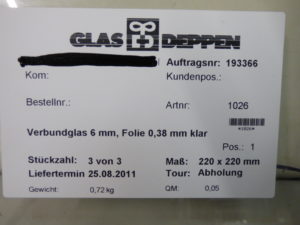 GLAS DEPPEN
Auftragsnr: 193366
Kom: Kundenpos.:
Bestellnr.: Artnr: 1026
*1026*
Verbundglas 6 mm, Folie 0,38 mm klar
Pos.: 1
Stückzahl: 3 von 3 Maß: 220 x 220 mm
Liefertermin 25.08.2011 Tour: Abholung
Gewicht: 0,72 kg QM: 0,05